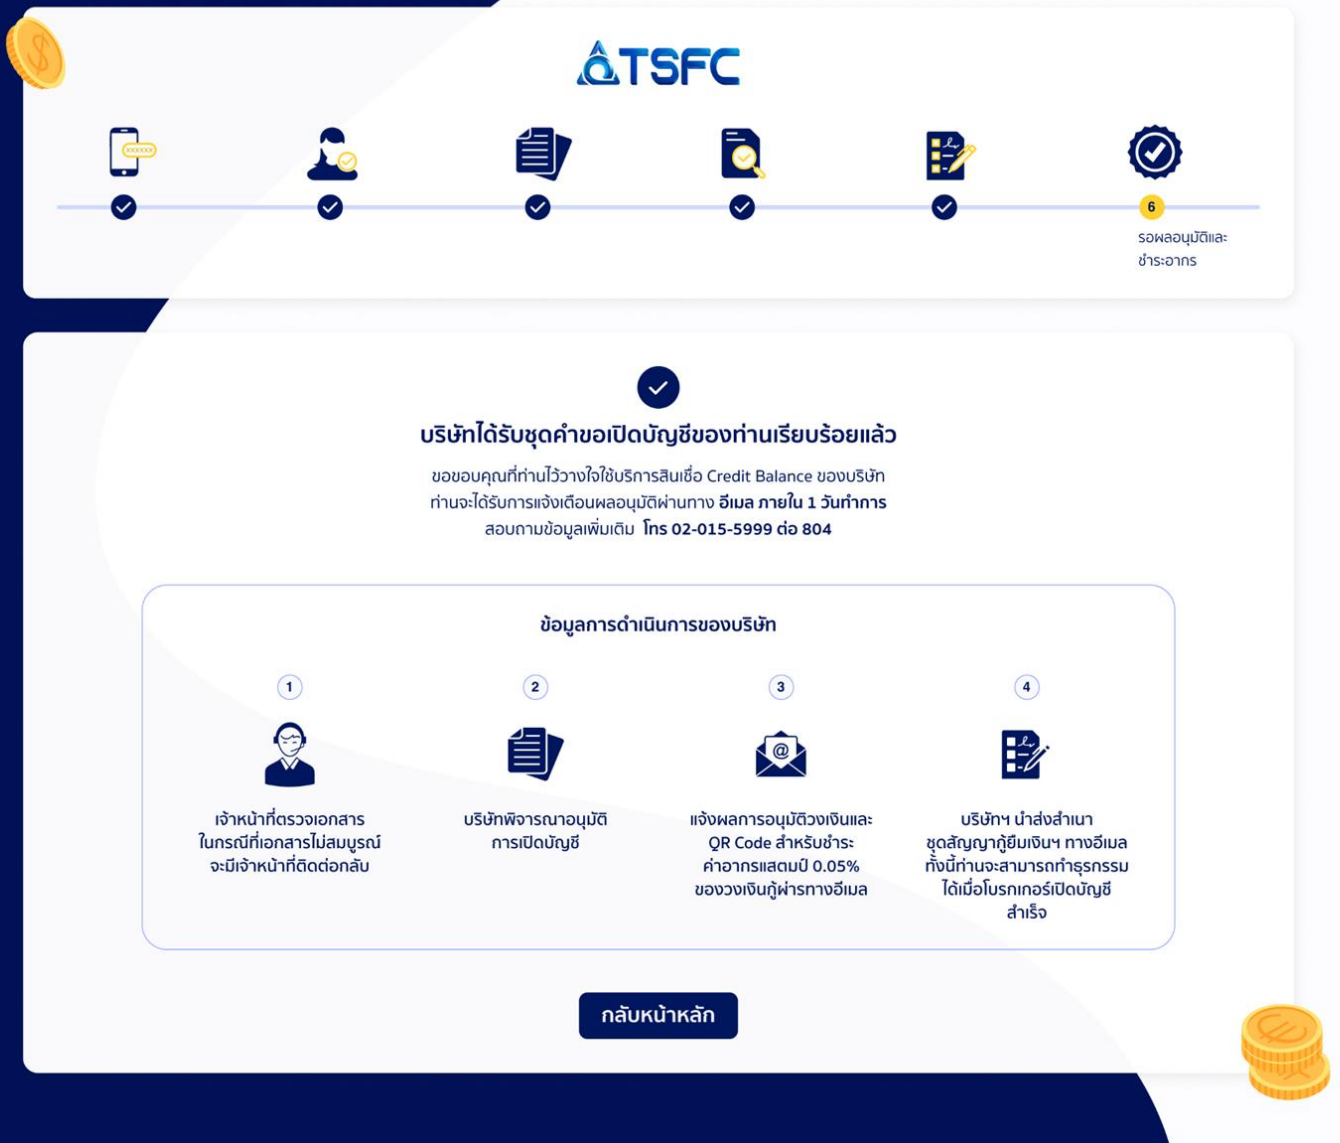 TSFC
xxxxxx
6
รอผลอนุมัติและ
ชำระอากร
บริษัทได้รับชุดคำขอเปิดบัญชีของท่านเรียบร้อยแล้ว
ขอขอบคุณที่ท่านไว้วางใจใช้บริการสินเชื่อ Credit Balance ของบริษัท
ท่านจะได้รับการแจ้งเตือนผลอนุมัติผ่านทาง อีเมล ภายใน 1 วันทำการ
สอบถามข้อมูลเพิ่มเติม โทร 02-015-5999 ต่อ 804
ข้อมูลการดำเนินการของบริษัท
1
เจ้าหน้าที่ตรวจเอกสาร
ในกรณีที่เอกสารไม่สมบูรณ์
จะมีเจ้าหน้าที่ติดต่อกลับ
2
บริษัทพิจารณาอนุมัติ
การเปิดบัญชี
3
@
แจ้งผลการอนุมัติวงเงินและ
QR Code สำหรับชำระ
ค่าอากรแสตมป์ 0.05%
ของวงเงินกู้ผ่ารทางอีเมล
4
บริษัทฯ นำส่งสำเนา
ชุดสัญญากู้ยืมเงินฯ ทางอีเมล
ทั้งนี้ท่านจะสามารถทำธุรกรรม
ได้เมื่อโบรกเกอร์เปิดบัญชี
สำเร็จ
กลับหน้าหลัก